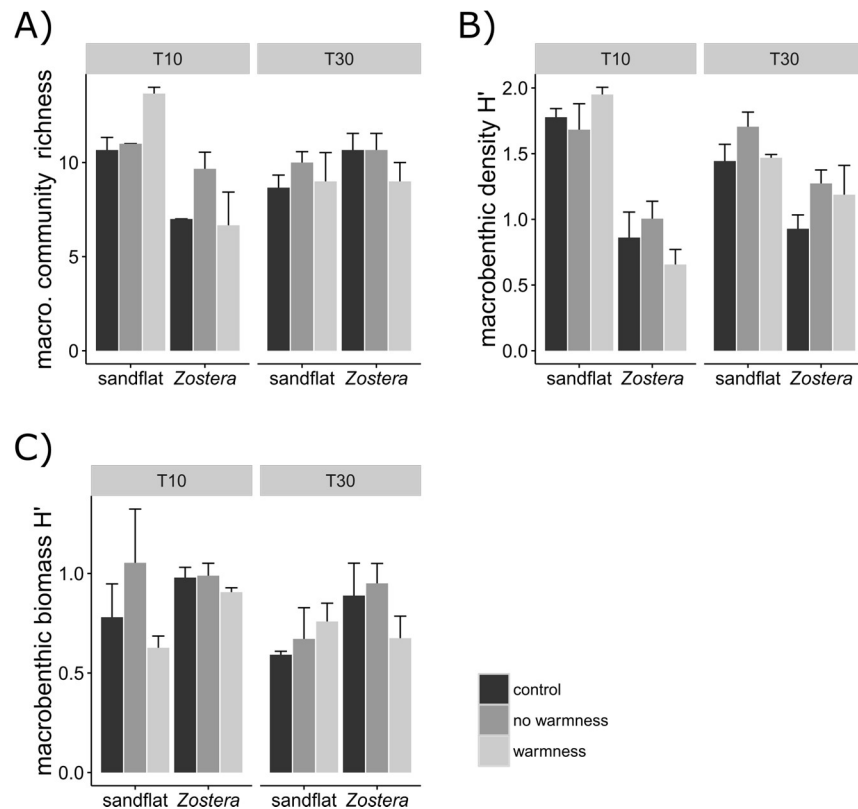 A)
T10 T30
macro. community richness
10
5
0
sandflat Zostera sandflat Zostera
B)
T10 T30
macrobenthic density H'
2.0
1.5
1.0
0.5
0.0
sandflat Zostera sandflat Zostera
C)
T10 T30
macrobenthic biomass H'
1.0
0.5
0.0
sandflat Zostera sandflat Zostera
control
no warmness
warmness